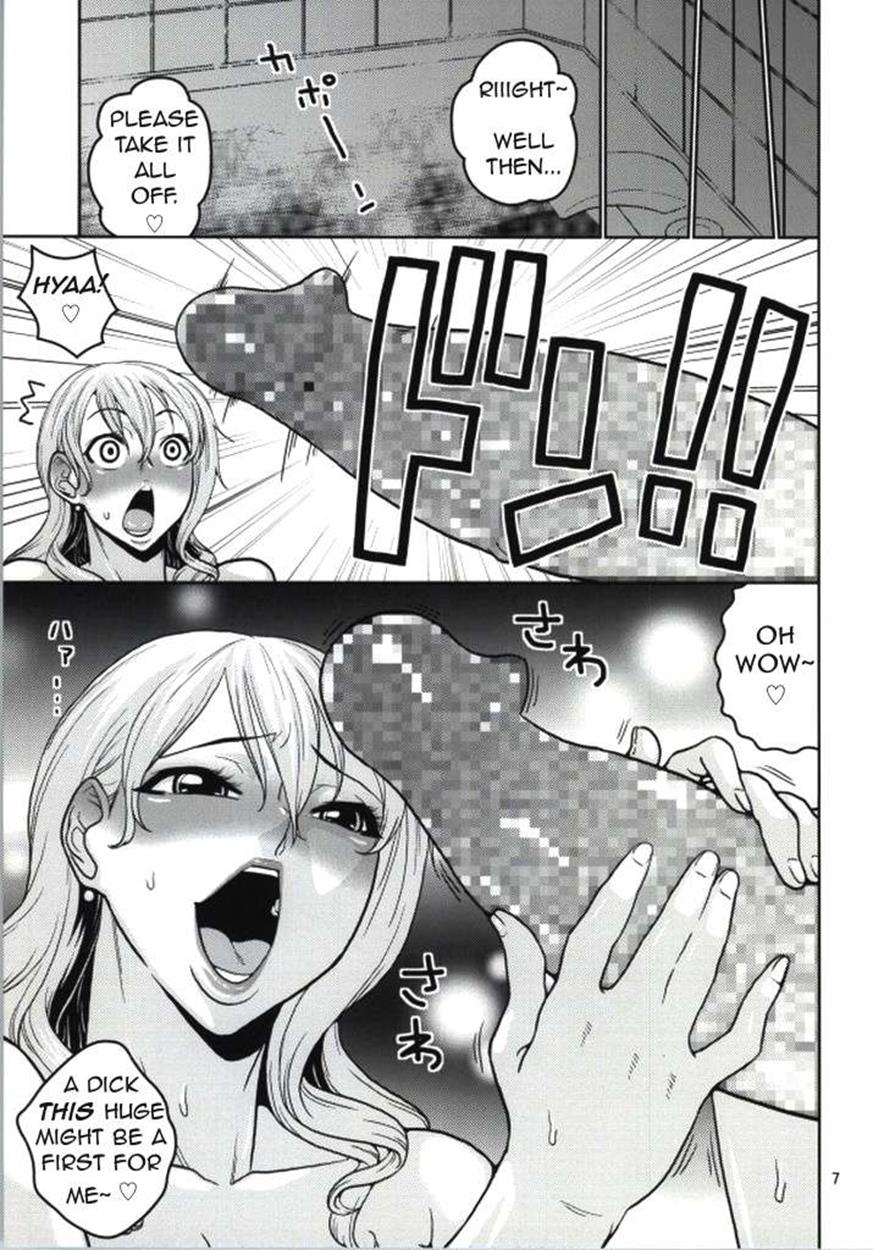 RIIIGHT~
WELL
THEN...
カポーン
PLEASE
TAKE IT
ALL
OFF.
♡
ドン!!
HYAA!
♡
OH
WOW~
♡
さわ
ハァ…
さわ
A DICK
THIS HUGE
MIGHT BE A
FIRST FOR
ME~ ♡
7